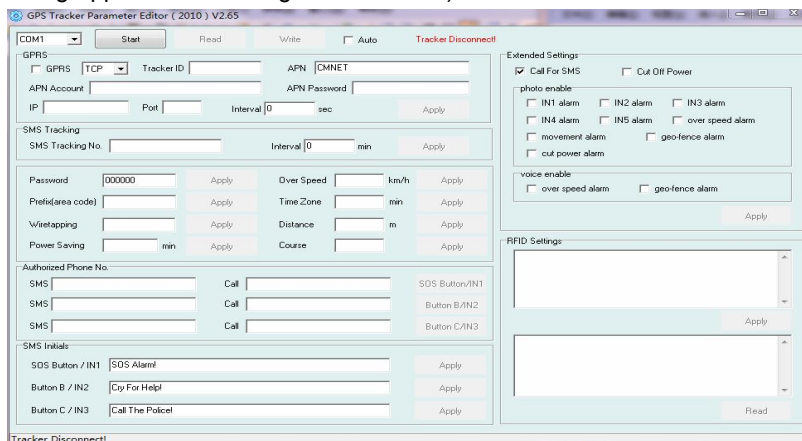 GPS Tracker Parameter Editor ( 2010 ) V2.65
COM1 Start Read Write Auto Tracker Disconnect!
GPRS
GPRS TCP Tracker ID APN CMNET
APN Account APN Password
IP Port Interval 0 sec Apply
SMS Tracking
SMS Tracking No. Interval 0 min Apply
Password 000000 Apply Over Speed km/h Apply
Prefix(area code) Apply Time Zone min Apply
Wiretapping Apply Distance m Apply
Power Saving min Apply Course Apply
Authorized Phone No.
SMS Call SOS Button/IN1
SMS Call Button B/IN2
SMS Call Button C/IN3
SMS Initials
SOS Button / IN1 SOS Alarm! Apply
Button B / IN2 Cry For Help! Apply
Button C / IN3 Call The Police! Apply
Extended Settings
Call For SMS Cut Off Power
photo enable
IN1 alarm IN2 alarm IN3 alarm
IN4 alarm IN5 alarm over speed alarm
movement alarm geo-fence alarm
cut power alarm
voice enable
over speed alarm geo-fence alarm
Apply
RFID Settings
Apply
Read
Tracker Disconnect!